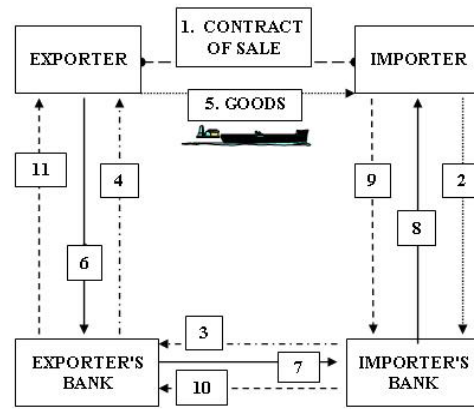 1. CONTRACT
OF SALE
EXPORTER
IMPORTER
5. GOODS
11
4
9
2
8
6
3
EXPORTER'S
BANK
7
10
IMPORTER'S
BANK